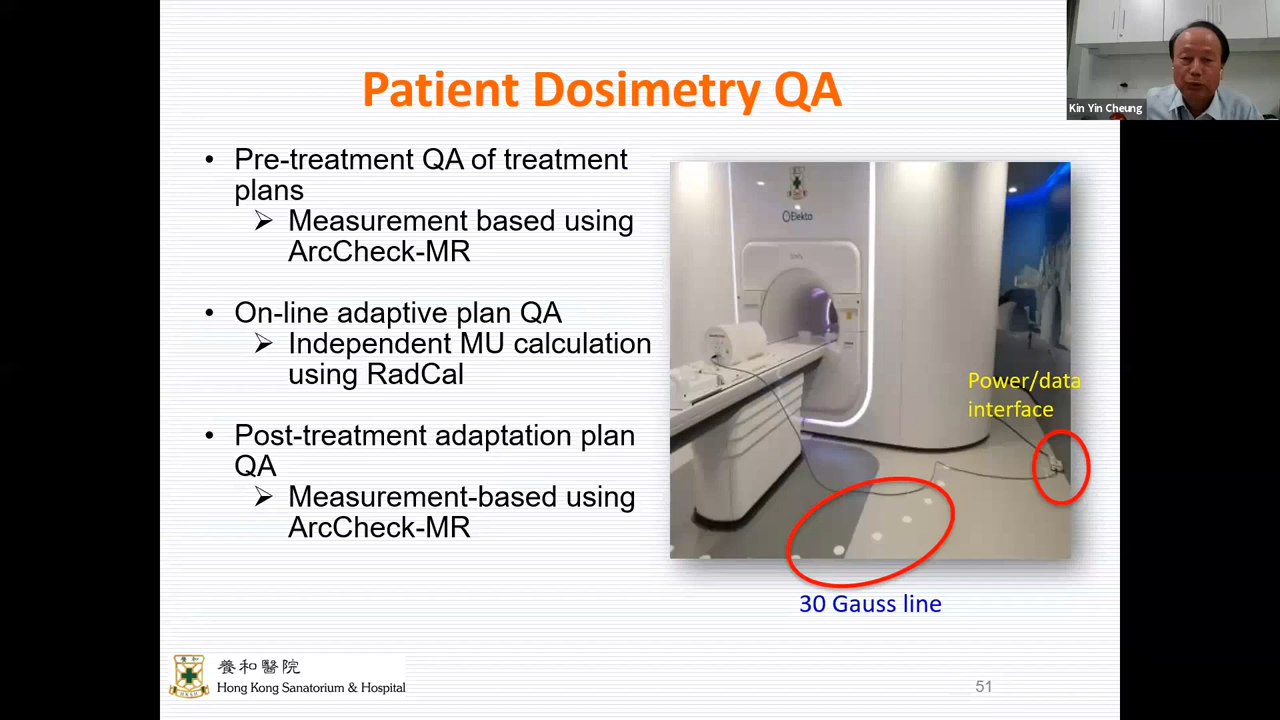 Patient Dosimetry QA
Kin Yin Cheung
• Pre-treatment QA of treatment
plans
➢ Measurement based using
ArcCheck-MR
• On-line adaptive plan QA
➢ Independent MU calculation
using RadCal
• Post-treatment adaptation plan
QA
➢ Measurement-based using
ArcCheck-MR
Elekta
Power/data
interface
30 Gauss line
養和醫院
Hong Kong Sanatorium & Hospital
51